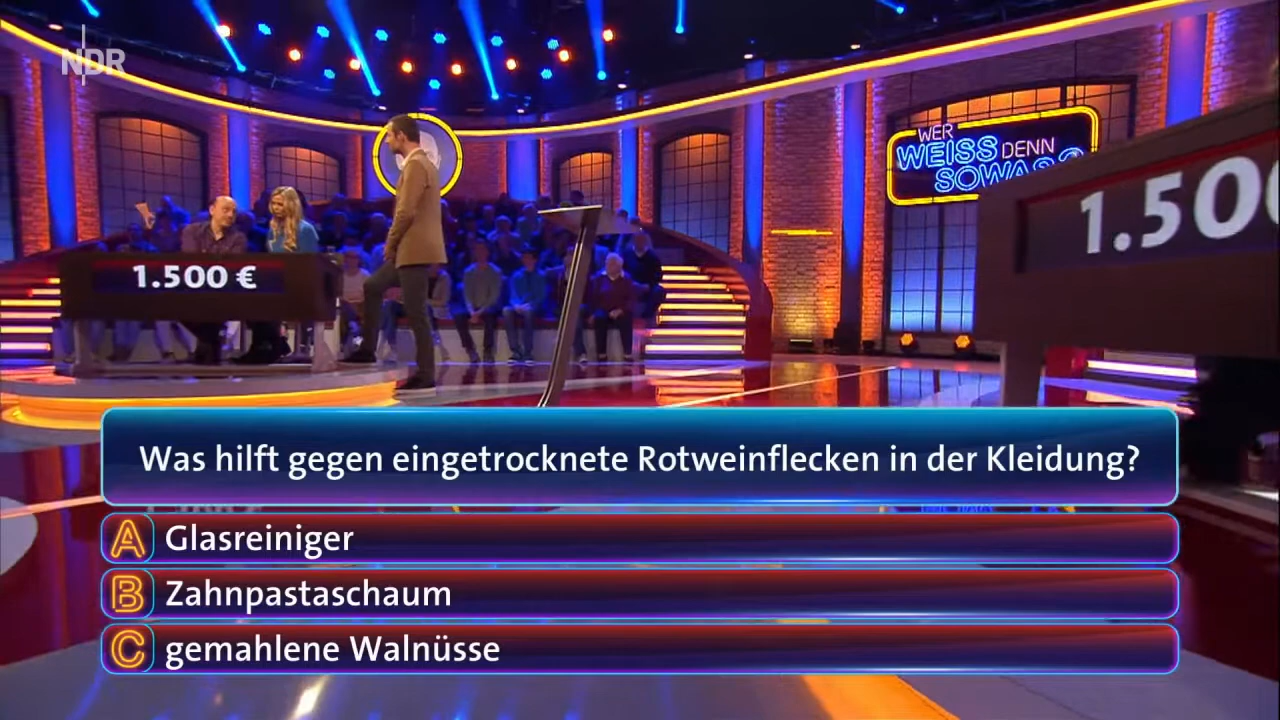 NDR
WER
WEISS DENN
SOWAS?
1.500 €
1.50
Was hilft gegen eingetrocknete Rotweinflecken in der Kleidung?
A Glasreiniger
B Zahnpastaschaum
C gemahlene Walnüsse